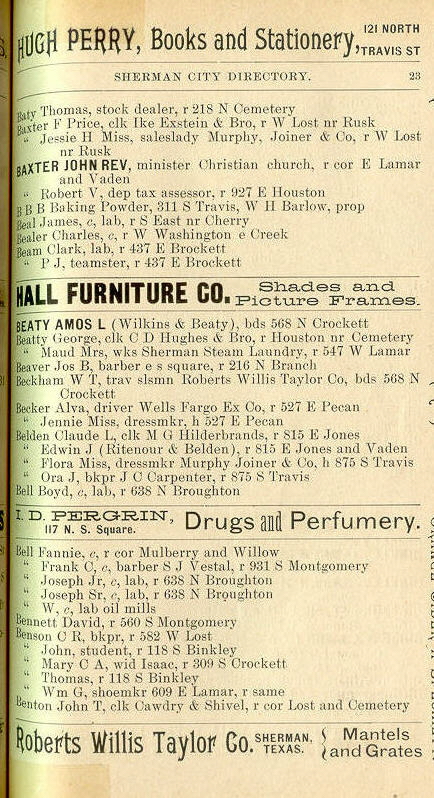 HUGH PERRY, Books and Stationery, 121 NORTH TRAVIS ST
SHERMAN CITY DIRECTORY. 23
Baty Thomas, stock dealer, r 218 N Cemetery
Baxter F Price, clk Ike Exstein & Bro, r W Lost nr Rusk
“ Jessie H Miss, saleslady Murphy, Joiner & Co, r W Lost
nr Rusk
BAXTER JOHN REV, minister Christian church, r cor E Lamar
and Vaden
“ Robert V, dep tax assessor, r 927 E Houston
B B B Baking Powder, 311 S Travis, W H Barlow, prop
Beal James, c, lab, r S East nr Cherry
Bealer Charles, c, r W Washington e Creek
Beam Clark, lab, r 437 E Brockett
“ P J, teamster, r 437 E Brockett
HALL FURNITURE CO. Shades and
Picture Frames.
BEATY AMOS L (Wilkins & Beaty), bds 568 N Crockett
Beatty George, clk C D Hughes & Bro, r Houston nr Cemetery
“ Maud Mrs, wks Sherman Steam Laundry, r 547 W Lamar
Beaver Jos B, barber e s square, r 216 N Branch
Beckham W T, trav slsmn Roberts Willis Taylor Co, bds 568 N
Crockett
Becker Alva, driver Wells Fargo Ex Co, r 527 E Pecan
“ Jennie Miss, dressmkr, h 527 E Pecan
Belden Claude L, clk M G Hilderbrands, r 815 E Jones
“ Edwin J (Ritenour & Belden), r 815 E Jones and Vaden
“ Flora Miss, dressmkr Murphy Joiner & Co, h 875 S Travis
“ Ora J, bkpr J C Carpenter, r 875 S Travis
Bell Boyd, c, lab, r 638 N Broughton
I. D. PERGRIN, 117 N. S. Square. Drugs and Perfumery.
Bell Fannie, c, r cor Mulberry and Willow
“ Frank C, c, barber S J Vestal, r 931 S Montgomery
“ Joseph Jr, c, lab, r 638 N Broughton
“ Joseph Sr, c, lab, r 638 N Broughton
“ W, c, lab oil mills
Bennett David, r 560 S Montgomery
Benson C R, bkpr, r 582 W Lost
“ John, student, r 118 S Binkley
“ Mary C A, wid Isaac, r 309 S Crockett
“ Thomas, r 118 S Binkley
“ Wm G, shoemkr 609 E Lamar, r same
Benton John T, clk Cawdry & Shivel, r cor Lost and Cemetery
Roberts Willis Taylor Co. SHERMAN, TEXAS. { Mantels
and Grates